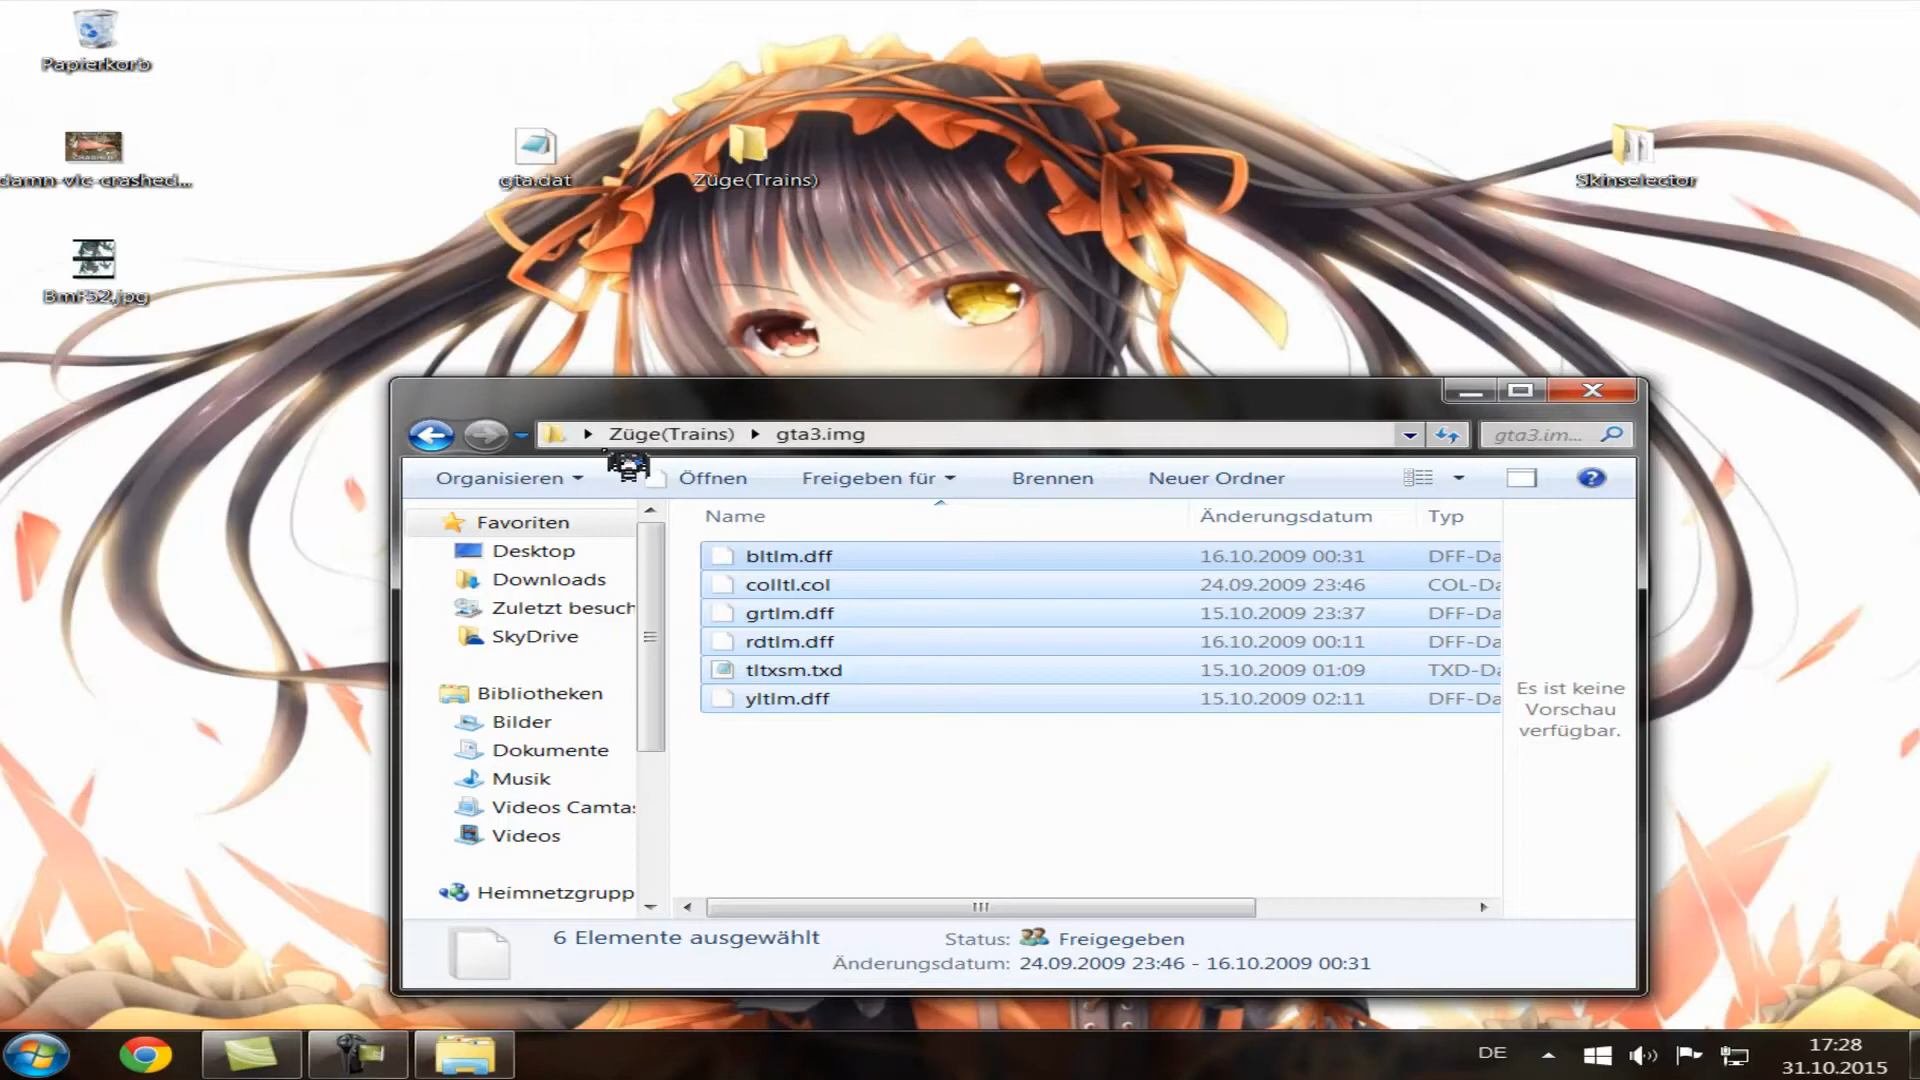 Papierkorb
damn-vic-crashed...
BmF52.jpg
gta.dat
Züge(Trains)
Skinselector
Züge(Trains)
gta3.img
gta3.im...
Organisieren
Öffnen
Freigeben für
Brennen
Neuer Ordner
Name
Änderungsdatum
Typ
Favoriten
Desktop
Downloads
Zuletzt besuch
SkyDrive
Bibliotheken
Bilder
Dokumente
Musik
Videos Camta
Videos
Heimnetzgrupp
bltlm.dff 16.10.2009 00:31 DFF-Da
colltl.col 24.09.2009 23:46 COL-Da
grtlm.dff 15.10.2009 23:37 DFF-Da
rdtlm.dff 16.10.2009 00:11 DFF-Da
tltxsm.txd 15.10.2009 01:09 TXD-Da
yltlm.dff 15.10.2009 02:11 DFF-Da
Es ist keine
Vorschau
verfügbar.
6 Elemente ausgewählt
Status: Freigegeben
Änderungsdatum: 24.09.2009 23:46 - 16.10.2009 00:31
DE
17:28
31.10.2015